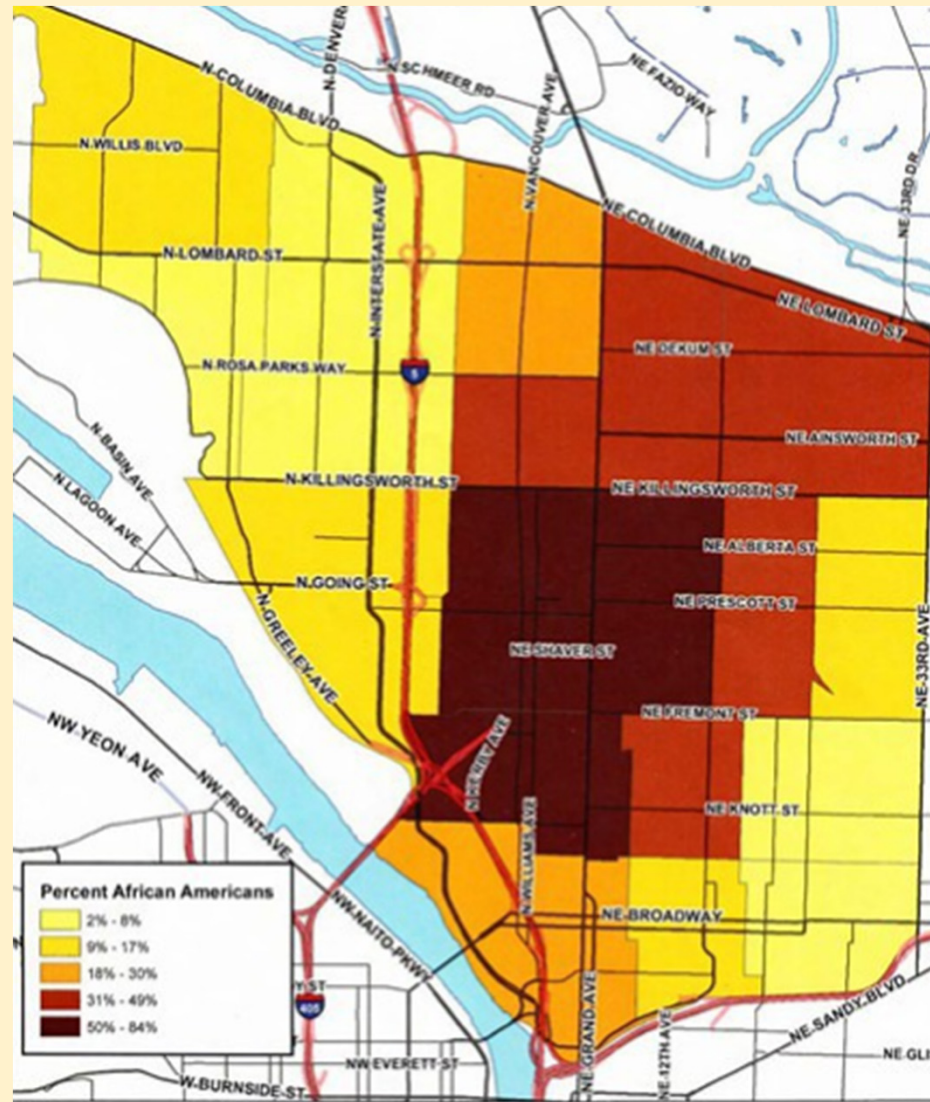 N DENVER
N SCHMEER RD
NE FAZIO WAY
N COLUMBIA BLVD
N VANCOUVER AVE
N WILLIS BLVD
NE 33RD DR
N INTERSTATE AVE
NE COLUMBIA BLVD
N LOMBARD ST
NE LOMBARD ST
NE DEKUM ST
N ROSA PARKS WAY
5
N BASIN AVE
NE AINSWORTH ST
N LAGOON AVE
N KILLINGSWORTH ST
NE KILLINGSWORTH ST
NE ALBERTA ST
N GOING ST
NE PRESCOTT ST
N GREELEY AVE
NE SHAVER ST
NE 33RD AVE
NE FREMONT ST
NW YEON AVE
N KERBY AVE
NW FRONT AVE
NE KNOTT ST
N WILLIAMS AVE
Percent African Americans
2% - 8%
9% - 17%
18% - 30%
31% - 49%
50% - 84%
NW NAITO PKWY
NE BROADWAY
Y ST
405
NE GRAND AVE
NE 12TH AVE
NE SANDY BLVD
NW EVERETT ST
NE GLI
W BURNSIDE ST